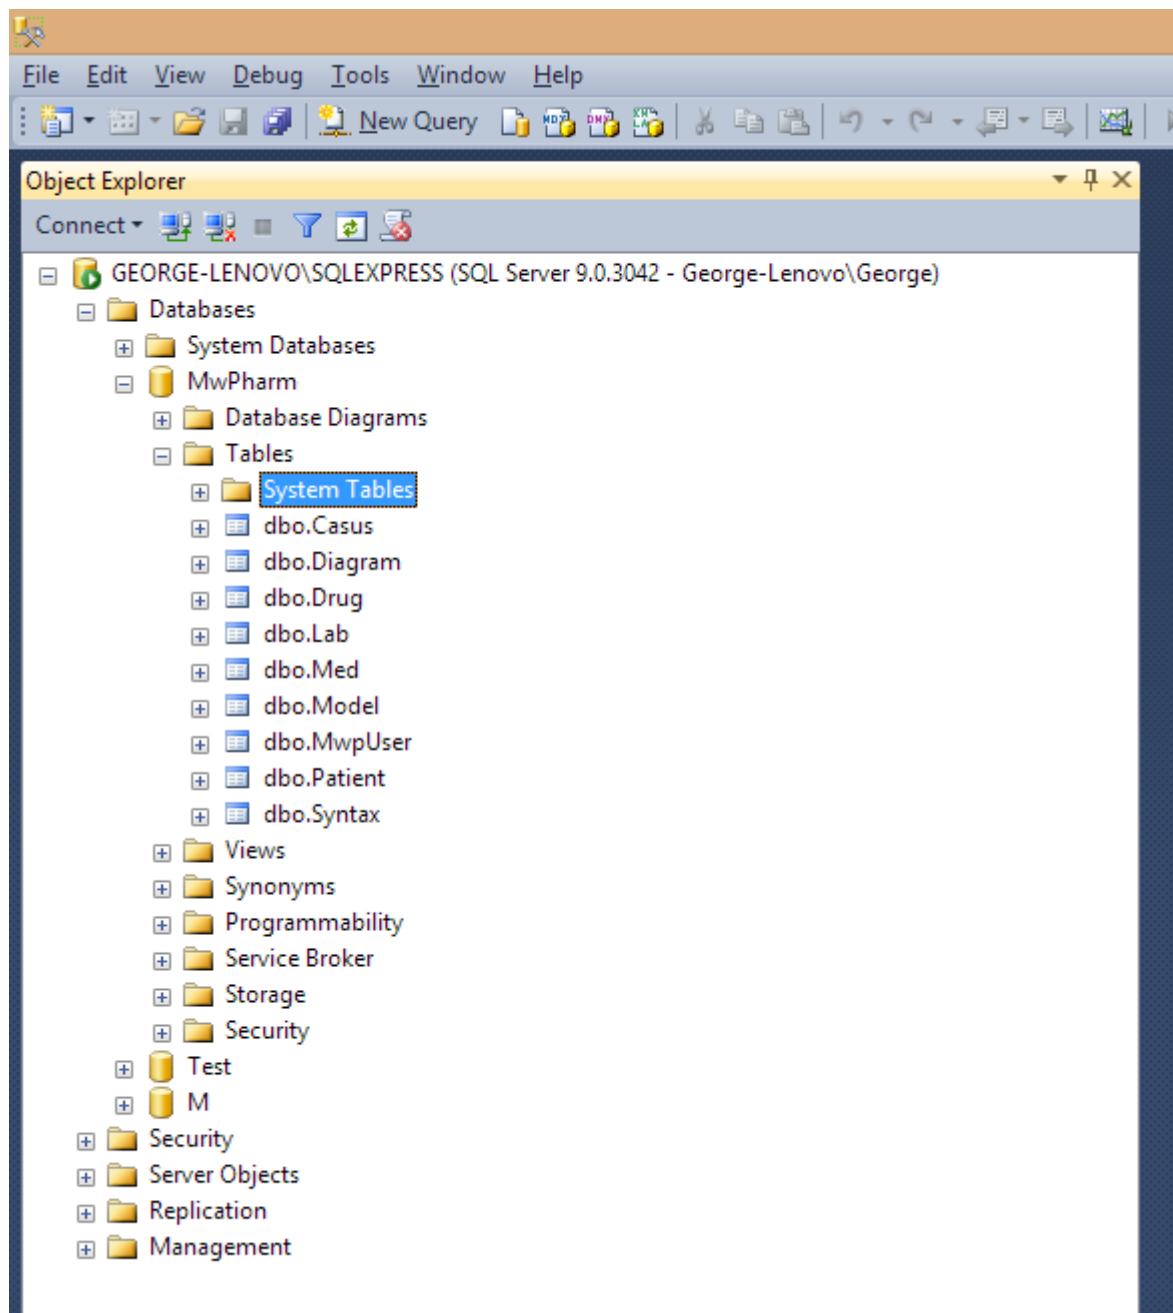 File Edit View Debug Tools Window Help
New Query
Object Explorer
Connect
GEORGE-LENOVO\SQLEXPRESS (SQL Server 9.0.3042 - George-Lenovo\George)
Databases
System Databases
MwPharm
Database Diagrams
Tables
System Tables
dbo.Casus
dbo.Diagram
dbo.Drug
dbo.Lab
dbo.Med
dbo.Model
dbo.MwpUser
dbo.Patient
dbo.Syntax
Views
Synonyms
Programmability
Service Broker
Storage
Security
Test
M
Security
Server Objects
Replication
Management